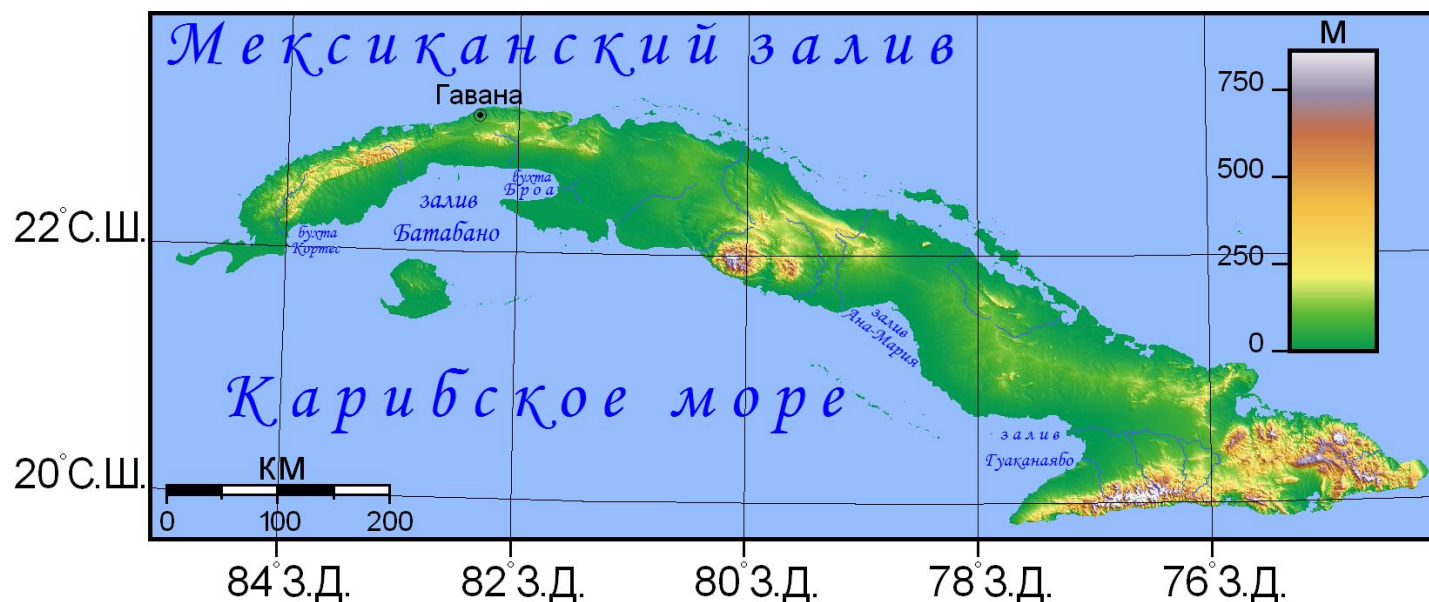 Мексиканский залив
М
750
Гавана
500
бухта
Броа
залив
Батабано
22°С.Ш.
бухта
Кортес
250
залив
Ана-Мария
0
Карибское море
залив
Гуаканаябо
20°С.Ш.
КМ
0 100 200
84°З.Д. 82°З.Д. 80°З.Д. 78°З.Д. 76°З.Д.